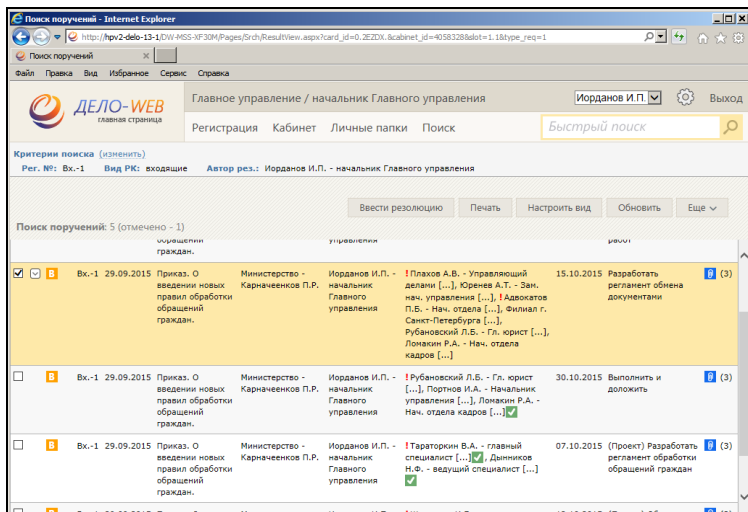 Поиск поручений - Internet Explorer
http://hpv2-delo-13-1/DW-MSS-XF30M/Pages/Srch/ResultView.aspx?card_id=0.2EZDX.&cabinet_id=4058328&slot=1.1&type_req=1
Поиск поручений
Файл Правка Вид Избранное Сервис Справка
ДЕЛО-WEB
главная страница
Главное управление / начальник Главного управления
Иорданов И.П.
Выход
Регистрация Кабинет Личные папки Поиск
Быстрый поиск
Критерии поиска (изменить)
Рег. №: Вх.-1 Вид РК: входящие Автор рез.: Иорданов И.П. - начальник Главного управления
Ввести резолюцию Печать Настроить вид Обновить Еще
Поиск поручений: 5 (отмечено - 1)
обращений управления работ
граждан.
В Вх.-1 29.09.2015 Приказ. О Министерство - Иорданов И.П. - ! Плахов А.В. - Управляющий 15.10.2015 Разработать (3)
введении новых Карначеенков П.Р. начальник делами [...], Юренев А.Т. - Зам. регламент обмена
правил обработки Главного нач. управления [...], ! Адвокатов документами
обращений управления П.Б. - Нач. отдела [...], Филиал г.
граждан. Санкт-Петербурга [...],
Рубановский Л.Б. - Гл. юрист [...],
Ломакин Р.А. - Нач. отдела
кадров [...]
В Вх.-1 29.09.2015 Приказ. О Министерство - Иорданов И.П. - ! Рубановский Л.Б. - Гл. юрист 30.10.2015 Выполнить и (3)
введении новых Карначеенков П.Р. начальник [...], Портнов И.А. - Начальник доложить
правил обработки Главного управления [...], Ломакин Р.А. -
обращений управления Нач. отдела кадров [...]
граждан.
В Вх.-1 29.09.2015 Приказ. О Министерство - Иорданов И.П. - ! Тараторкин В.А. - главный 07.10.2015 (Проект) Разработать (3)
введении новых Карначеенков П.Р. начальник специалист [...], Дынников регламент обработки
правил обработки Главного Н.Ф. - ведущий специалист [...] обращений граждан
обращений управления
граждан.